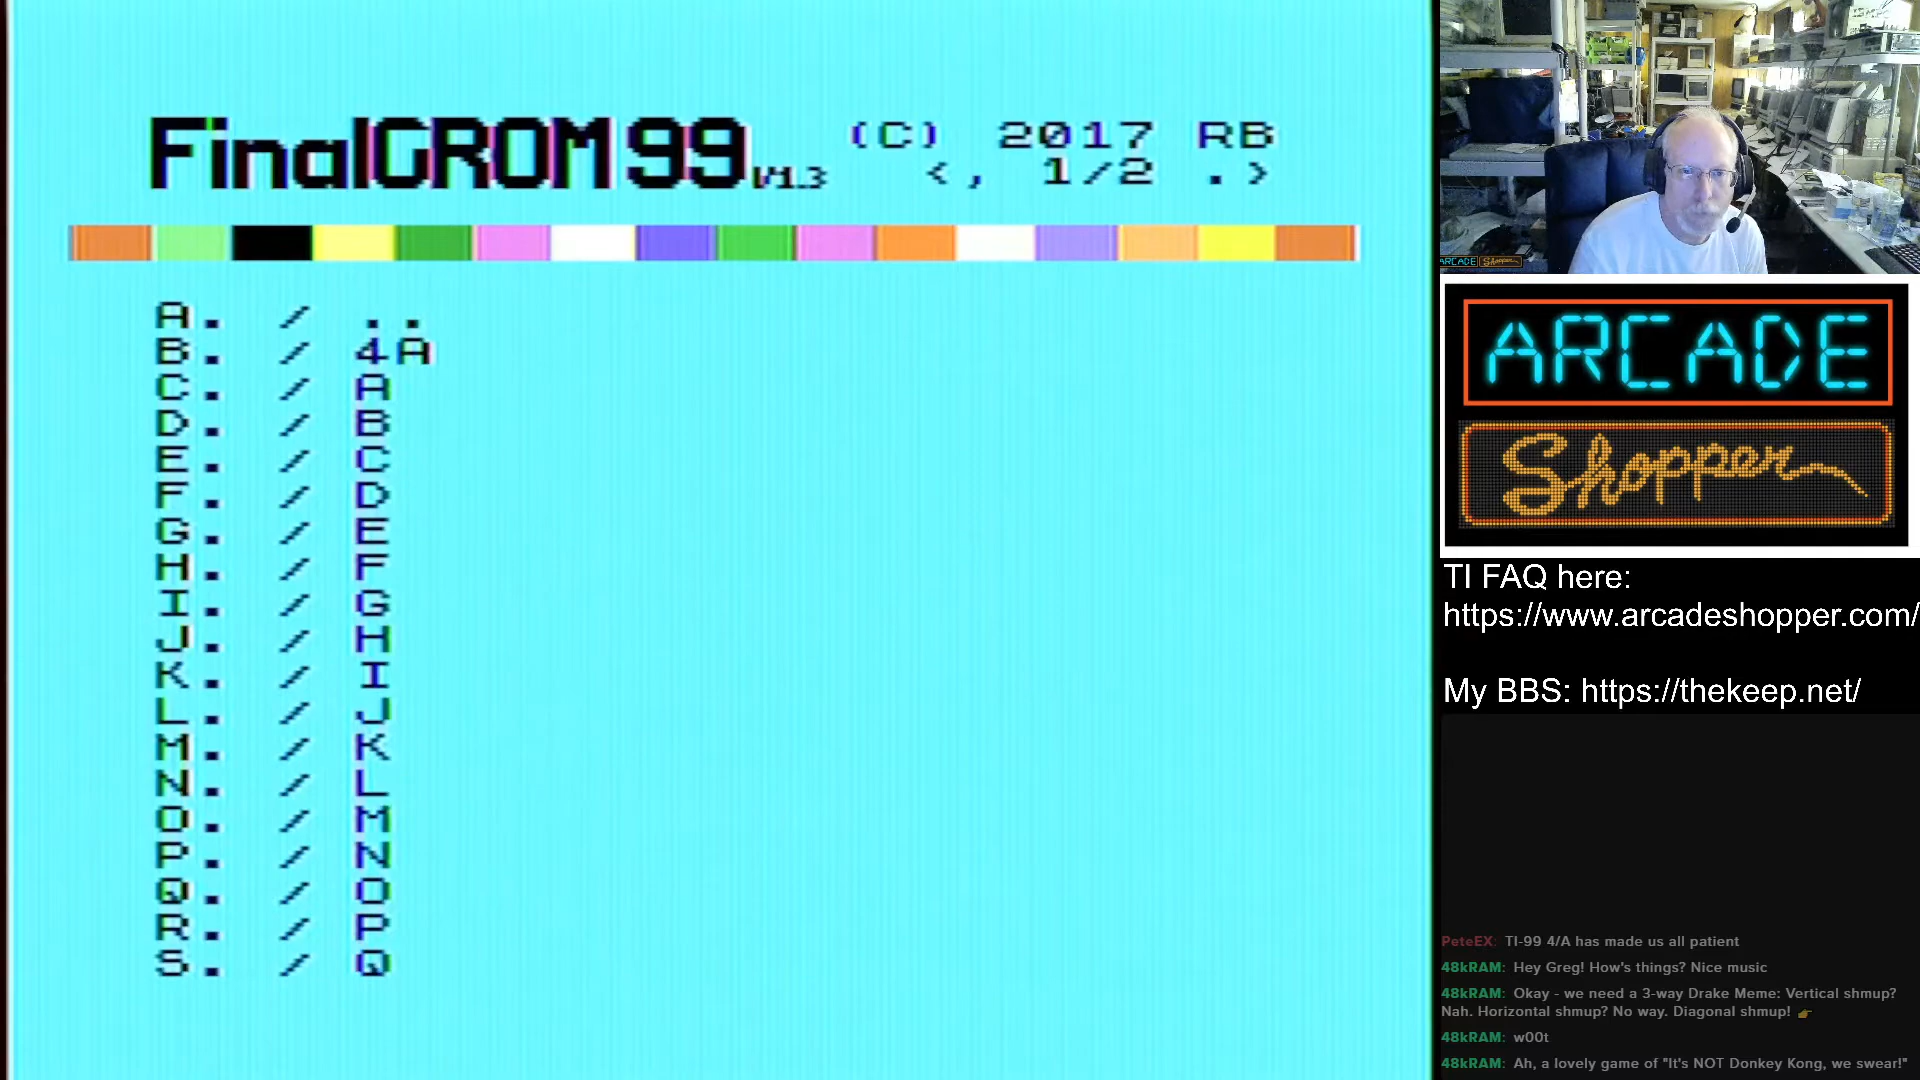 FinalGROM 99 V1.3 (C) 2017 RB
<, 1/2 .>
A. / ..
B. / 4A
C. / A
D. / B
E. / C
F. / D
G. / E
H. / F
I. / G
J. / H
K. / I
L. / J
M. / K
N. / L
O. / M
P. / N
Q. / O
R. / P
S. / Q
ARCADE Shopper
ARCADE
Shopper
TI FAQ here:
https://www.arcadeshopper.com/
My BBS: https://thekeep.net/
PeteEX: TI-99 4/A has made us all patient
48kRAM: Hey Greg! How's things? Nice music
48kRAM: Okay - we need a 3-way Drake Meme: Vertical shmup?
Nah. Horizontal shmup? No way. Diagonal shmup! 👉
48kRAM: w00t
48kRAM: Ah, a lovely game of "It's NOT Donkey Kong, we swear!"